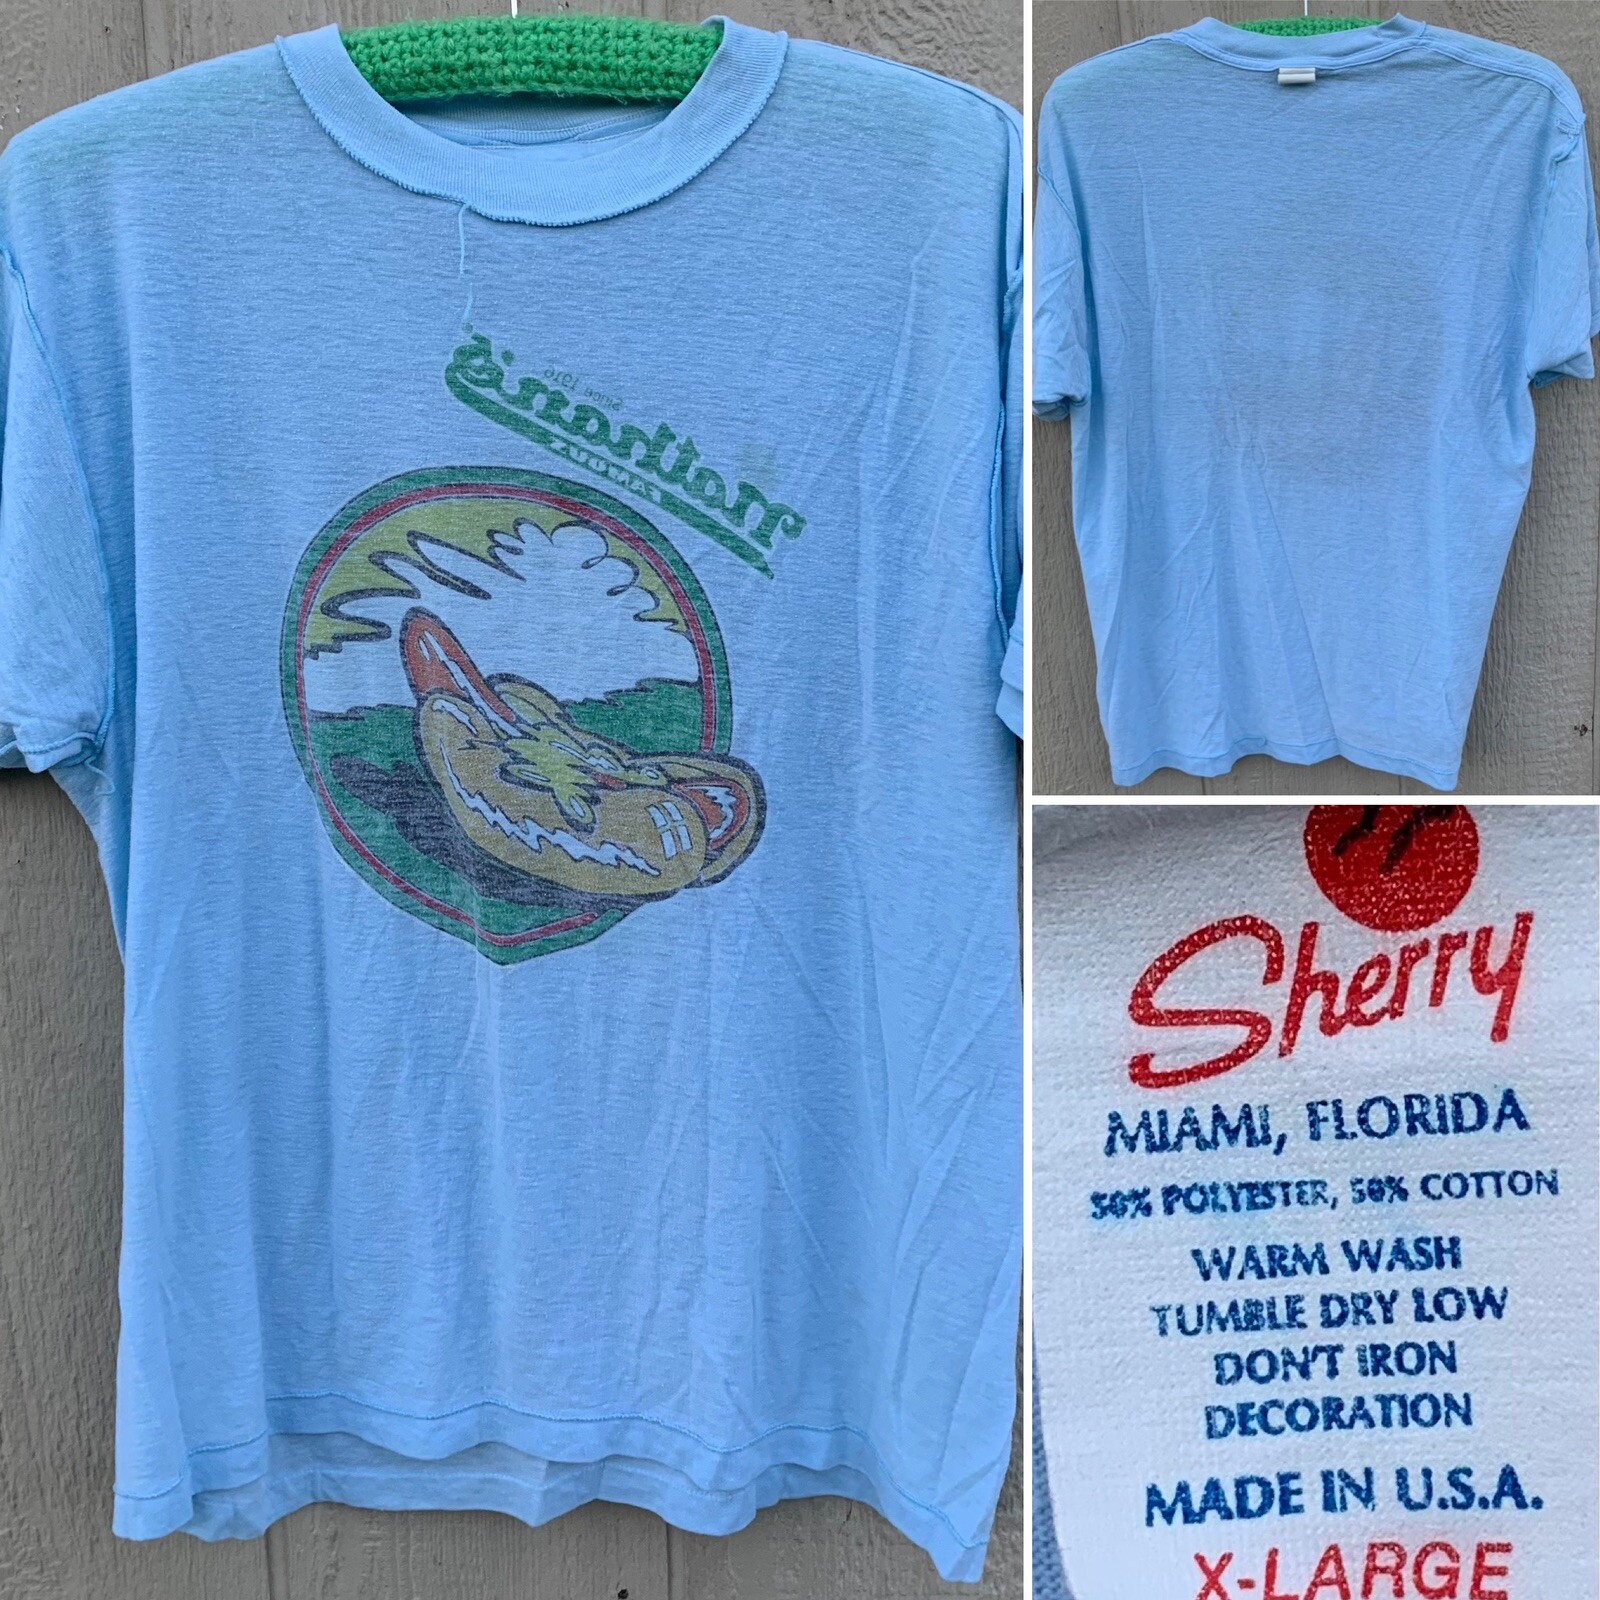 Nathan's®
Since 1916
FAMOUS
Sherry
MIAMI, FLORIDA
50% POLYESTER, 50% COTTON
WARM WASH
TUMBLE DRY LOW
DON'T IRON
DECORATION
MADE IN U.S.A.
X-LARGE